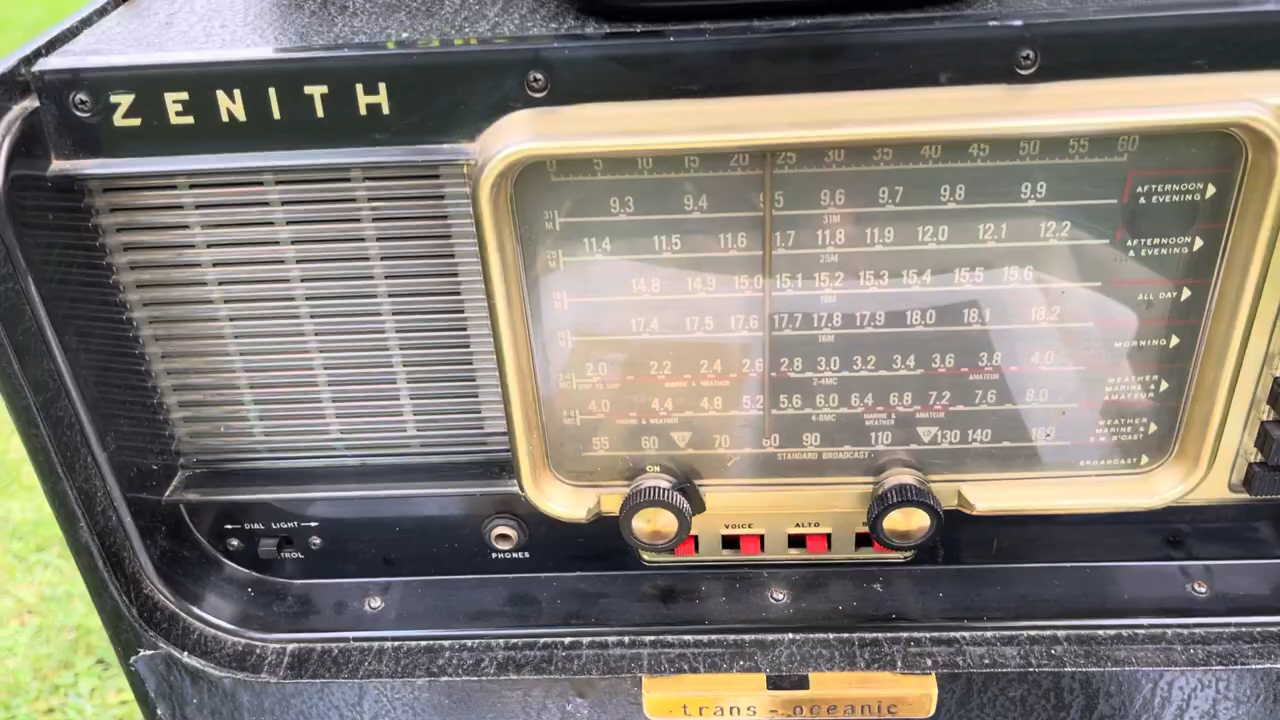 ZENITH
0 5 10 15 20 25 30 35 40 45 50 55 60
9.3 9.4 9.6 9.7 9.8 9.9
31 M
31M
AFTERNOON
& EVENING
11.4 11.5 11.6 11.8 11.9 12.0 12.1 12.2
25 M
25M
AFTERNOON
& EVENING
14.8 14.9 15.0 15.1 15.2 15.3 15.4 15.5 15.6
19M
ALL DAY
17.4 17.5 17.6 17.7 17.8 17.9 18.0 18.1 18.2
16M
MORNING
2.0 2.2 2.4 2.6 2.8 3.0 3.2 3.4 3.6 3.8 4.0
MARINE & WEATHER 2-4MC AMATEUR
WEATHER
MARINE &
AMATEUR
4.0 4.4 4.8 5.2 5.6 6.0 6.4 6.8 7.2 7.6 8.0
MARINE & WEATHER 4-8MC MARINE & WEATHER AMATEUR
WEATHER
MARINE &
S.W. B'CAST
55 60 70 80 90 110 130 140 160
STANDARD BROADCAST
BROADCAST
ON
DIAL LIGHT
PHONES
VOICE ALTO
trans-oceanic